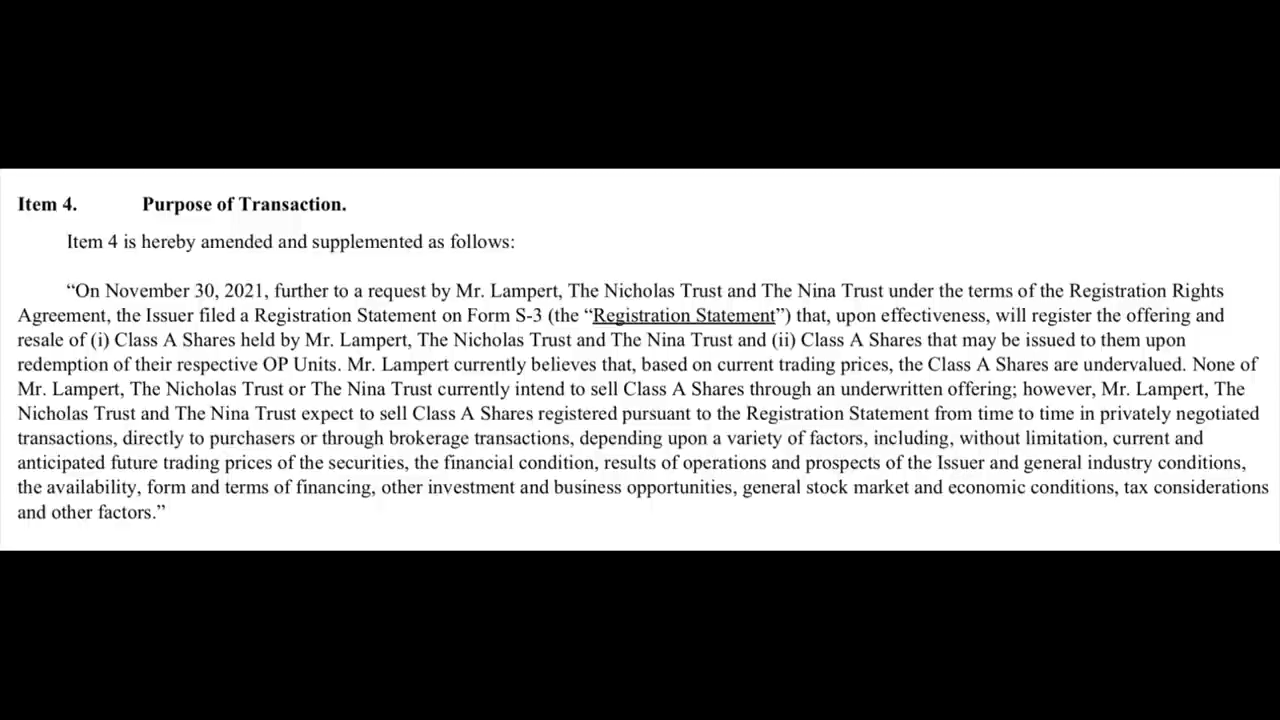 Item 4. Purpose of Transaction.
Item 4 is hereby amended and supplemented as follows:
“On November 30, 2021, further to a request by Mr. Lampert, The Nicholas Trust and The Nina Trust under the terms of the Registration Rights
Agreement, the Issuer filed a Registration Statement on Form S-3 (the “Registration Statement”) that, upon effectiveness, will register the offering and
resale of (i) Class A Shares held by Mr. Lampert, The Nicholas Trust and The Nina Trust and (ii) Class A Shares that may be issued to them upon
redemption of their respective OP Units. Mr. Lampert currently believes that, based on current trading prices, the Class A Shares are undervalued. None of
Mr. Lampert, The Nicholas Trust or The Nina Trust currently intend to sell Class A Shares through an underwritten offering; however, Mr. Lampert, The
Nicholas Trust and The Nina Trust expect to sell Class A Shares registered pursuant to the Registration Statement from time to time in privately negotiated
transactions, directly to purchasers or through brokerage transactions, depending upon a variety of factors, including, without limitation, current and
anticipated future trading prices of the securities, the financial condition, results of operations and prospects of the Issuer and general industry conditions,
the availability, form and terms of financing, other investment and business opportunities, general stock market and economic conditions, tax considerations
and other factors.”